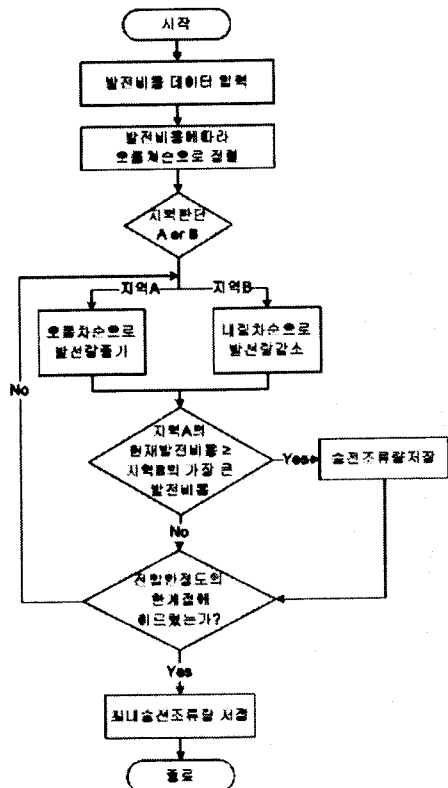 시작
발전비용 데이터 입력
발전비용에따라
오름차순으로 정렬
지역판단
A or B
지역A
지역B
오름차순으로
발전량증가
내림차순으로
발전량감소
No
지역A의
현재발전비용 ≥
지역B의 가장 큰
발전비용
Yes
송전조류량저장
No
전압안정도의
한계점에
이르렀는가?
Yes
최대송전조류량 저장
종료